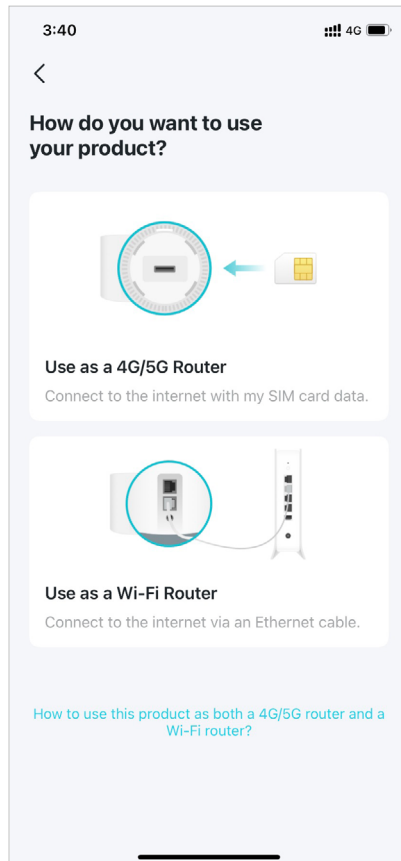 3:40
4G
How do you want to use
your product?
Use as a 4G/5G Router
Connect to the internet with my SIM card data.
Use as a Wi-Fi Router
Connect to the internet via an Ethernet cable.
How to use this product as both a 4G/5G router and a
Wi-Fi router?